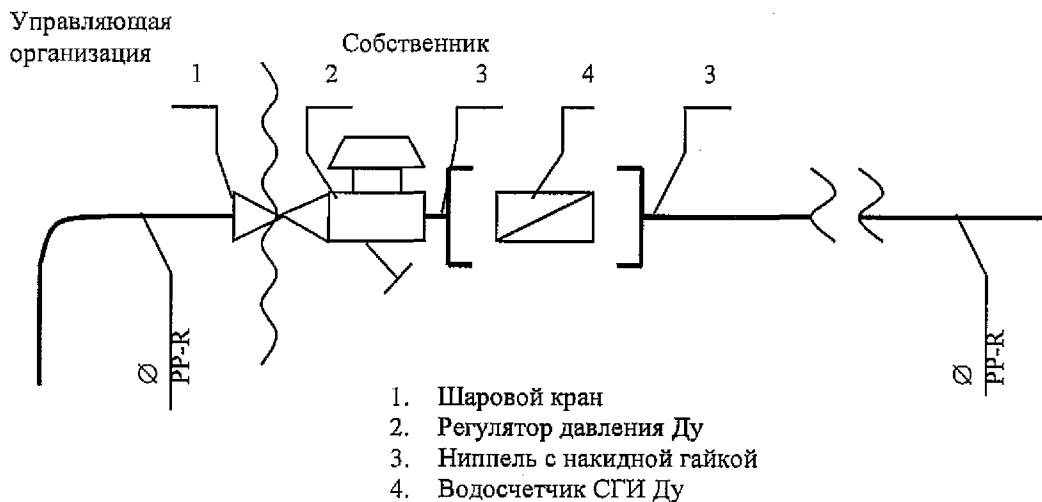 Управляющая
организация
Собственник
1
2
3
4
3
Ø
PP-R
Ø
PP-R
1. Шаровой кран
2. Регулятор давления Ду
3. Ниппель с накидной гайкой
4. Водосчетчик СГИ Ду